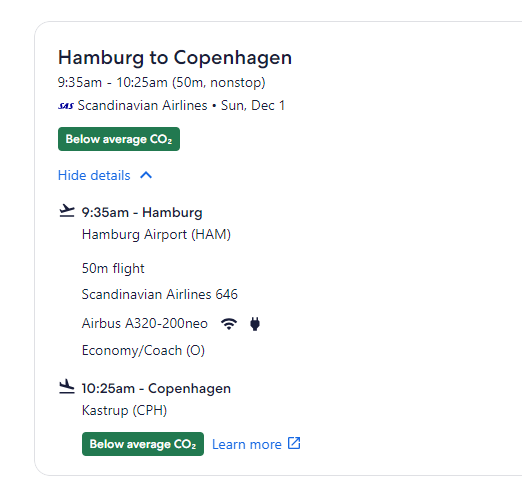 Hamburg to Copenhagen
9:35am - 10:25am (50m, nonstop)
SAS Scandinavian Airlines • Sun, Dec 1
Below average CO₂
Hide details
9:35am - Hamburg
Hamburg Airport (HAM)
50m flight
Scandinavian Airlines 646
Airbus A320-200neo
Economy/Coach (O)
10:25am - Copenhagen
Kastrup (CPH)
Below average CO₂ Learn more